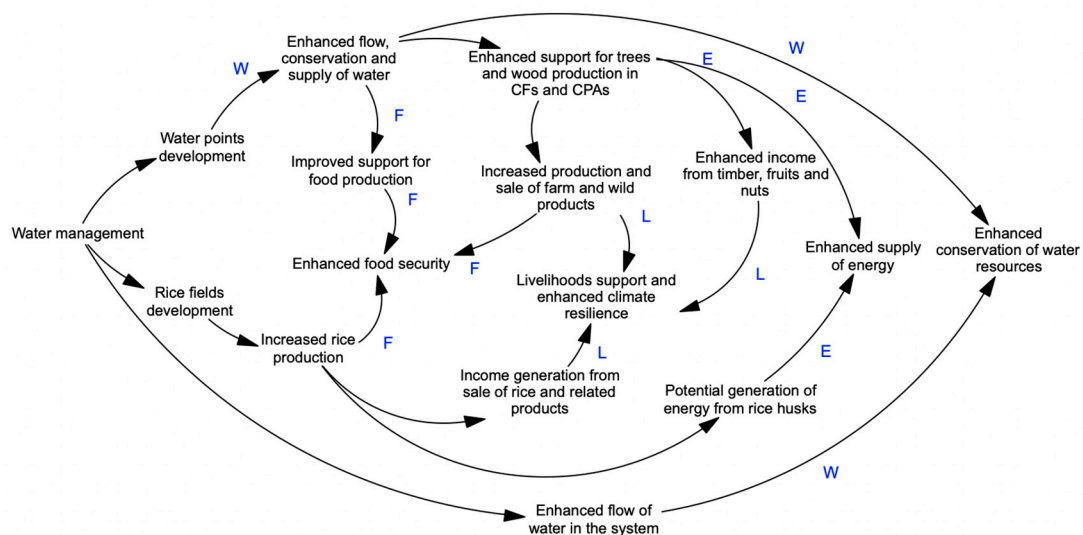 Enhanced flow,
conservation and
supply of water
W
Enhanced support for trees
and wood production in
CFs and CPAs
E
E
W
F
Water points
development
Improved support for
food production
F
Increased production and
sale of farm and wild
products
L
F
Enhanced income
from timber, fruits and
nuts
L
Water management
Enhanced food security
Livelihoods support and
enhanced climate
resilience
Enhanced supply
of energy
Enhanced
conservation of water
resources
Rice fields
development
Increased rice
production
F
L
Income generation from
sale of rice and related
products
Potential generation of
energy from rice husks
E
W
Enhanced flow of
water in the system